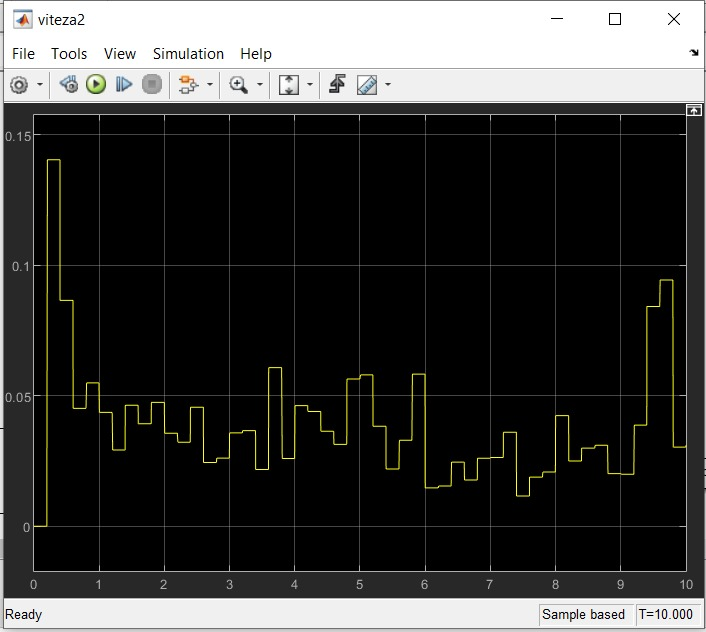 viteza2
File Tools View Simulation Help
0.15
0.1
0.05
0
0 1 2 3 4 5 6 7 8 9 10
Ready Sample based T=10.000